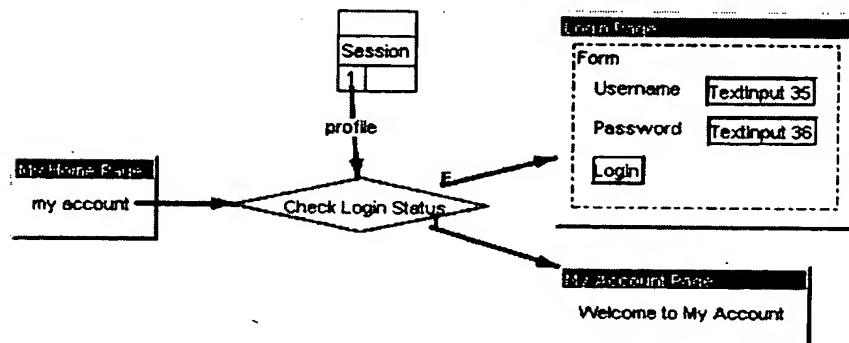 Session
1
profile
My Home Page
my account
Check Login Status
F
T
Login Page
Form
Username
TextInput 35
Password
TextInput 36
Login
My Account Page
Welcome to My Account